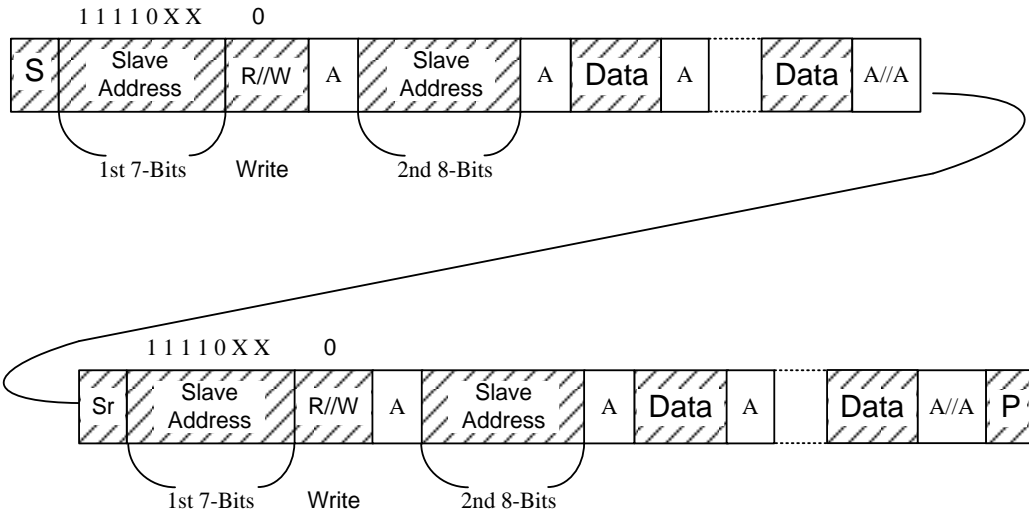 1 1 1 1 0 X X 0
S Slave Address R//W A Slave Address A Data A Data A//A
1st 7-Bits Write 2nd 8-Bits
1 1 1 1 0 X X 0
Sr Slave Address R//W A Slave Address A Data A Data A//A P
1st 7-Bits Write 2nd 8-Bits